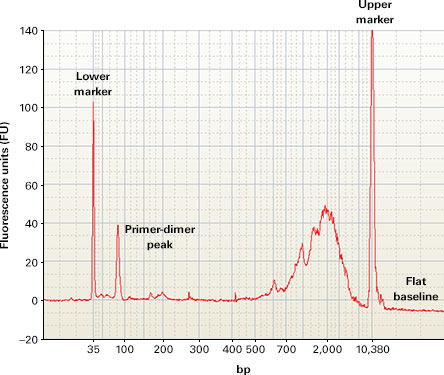 Upper
marker
Lower
marker
Primer-dimer
peak
Flat
baseline
Fluorescence units (FU)
140
120
100
80
60
40
20
0
−20
35 100 200 300 400 500 700 2,000 10,380
bp